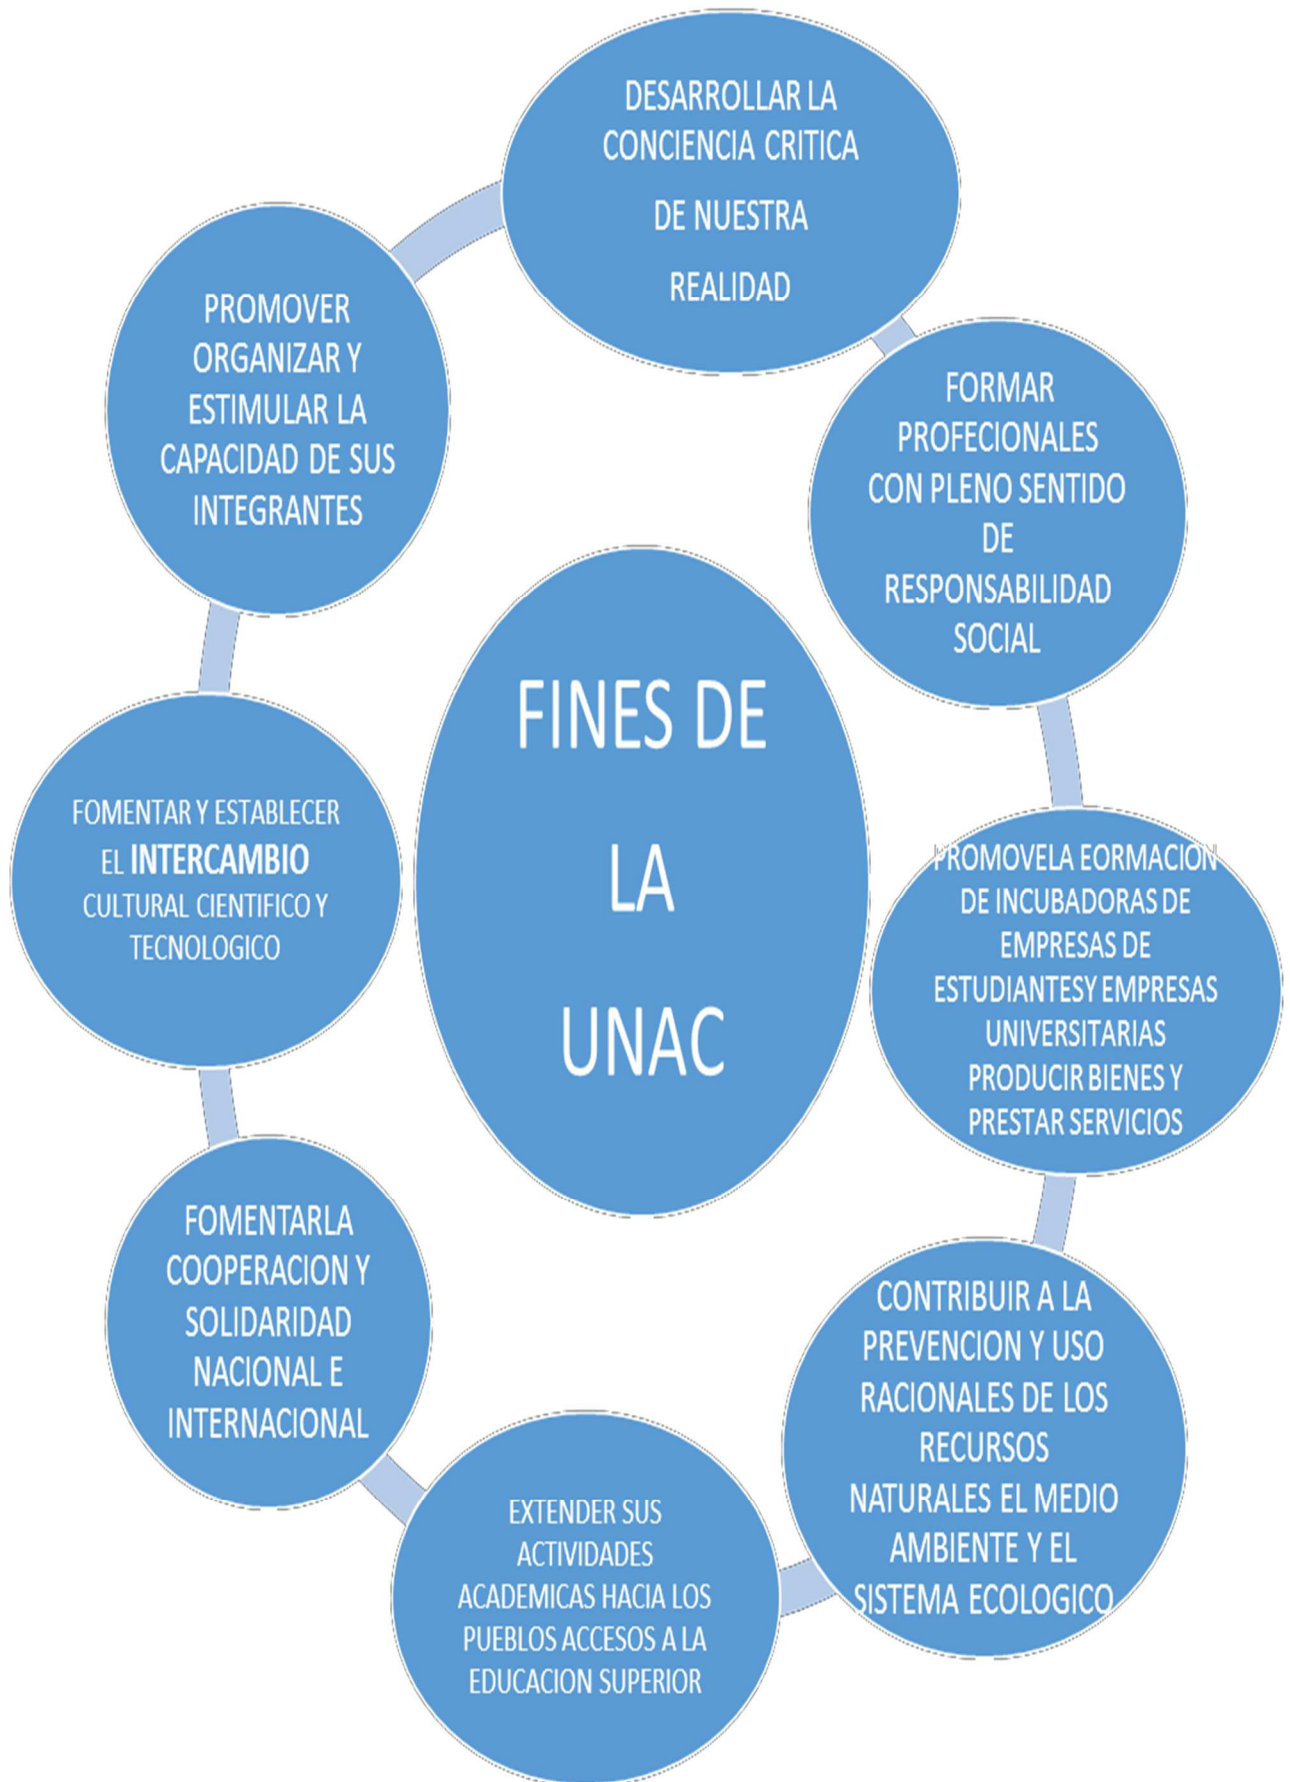 DESARROLLAR LA
CONCIENCIA CRITICA
DE NUESTRA
REALIDAD
FORMAR
PROFECIONALES
CON PLENO SENTIDO
DE
RESPONSABILIDAD
SOCIAL
PROMOVELA EORMACION
DE INCUBADORAS DE
EMPRESAS DE
ESTUDIANTESY EMPRESAS
UNIVERSITARIAS
PRODUCIR BIENES Y
PRESTAR SERVICIOS
CONTRIBUIR A LA
PREVENCION Y USO
RACIONALES DE LOS
RECURSOS
NATURALES EL MEDIO
AMBIENTE Y EL
SISTEMA ECOLOGICO
EXTENDER SUS
ACTIVIDADES
ACADEMICAS HACIA LOS
PUEBLOS ACCESOS A LA
EDUCACION SUPERIOR
FOMENTARLA
COOPERACION Y
SOLIDARIDAD
NACIONAL E
INTERNACIONAL
FOMENTAR Y ESTABLECER
EL INTERCAMBIO
CULTURAL CIENTIFICO Y
TECNOLOGICO
PROMOVER
ORGANIZAR Y
ESTIMULAR LA
CAPACIDAD DE SUS
INTEGRANTES
FINES DE
LA
UNAC